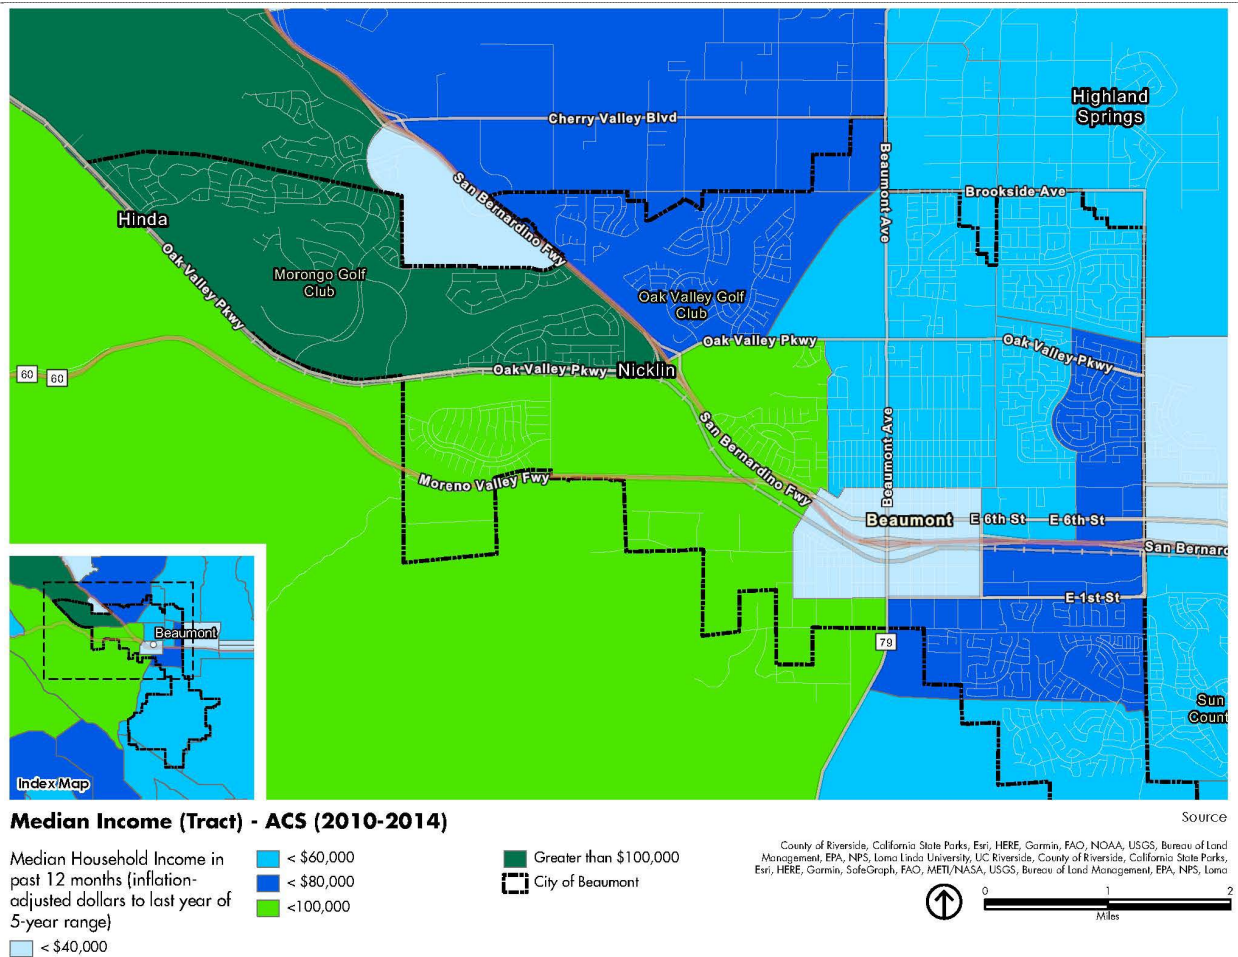 Highland
Springs
Cherry Valley Blvd
Beaumont Ave
San Bernardino Fwy
Brookside Ave
Hinda
Oak Valley Pkwy
Morongo Golf
Club
Oak Valley Golf
Club
Oak Valley Pkwy
Oak Valley Pkwy
60
60
Oak Valley Pkwy
Nicklin
San Bernardino Fwy
Beaumont Ave
Moreno Valley Fwy
Beaumont
E 6th St
E 6th St
San Bernard
E 1st St
79
Sun
Count
Beaumont
Index Map
Median Income (Tract) - ACS (2010-2014)
Median Household Income in
past 12 months (inflation-
adjusted dollars to last year of
5-year range)
< $40,000
< $60,000
< $80,000
<100,000
Greater than $100,000
City of Beaumont
Source
County of Riverside, California State Parks, Esri, HERE, Garmin, FAO, NOAA, USGS, Bureau of Land
Management, EPA, NPS, Loma Linda University, UC Riverside, County of Riverside, California State Parks,
Esri, HERE, Garmin, SafeGraph, FAO, METI/NASA, USGS, Bureau of Land Management, EPA, NPS, Loma
0 1 2
Miles